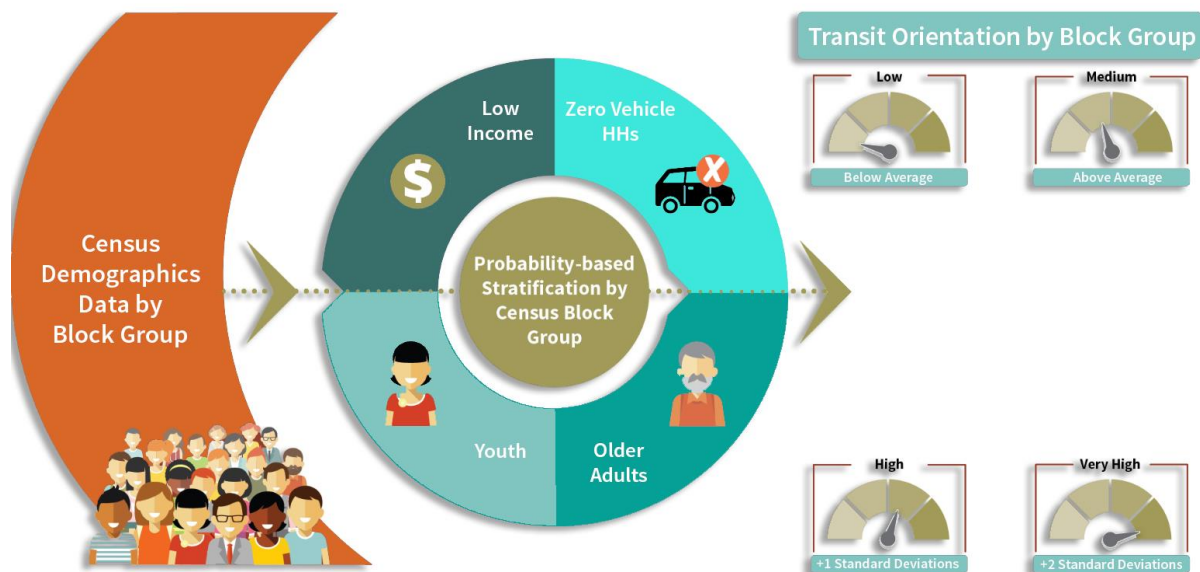 Census
Demographics
Data by
Block Group
Low
Income
$
Zero Vehicle
HHs
X
Probability-based
Stratification by
Census Block
Group
Youth
Older
Adults
Transit Orientation by Block Group
Low
Below Average
Medium
Above Average
High
+1 Standard Deviations
Very High
+2 Standard Deviations